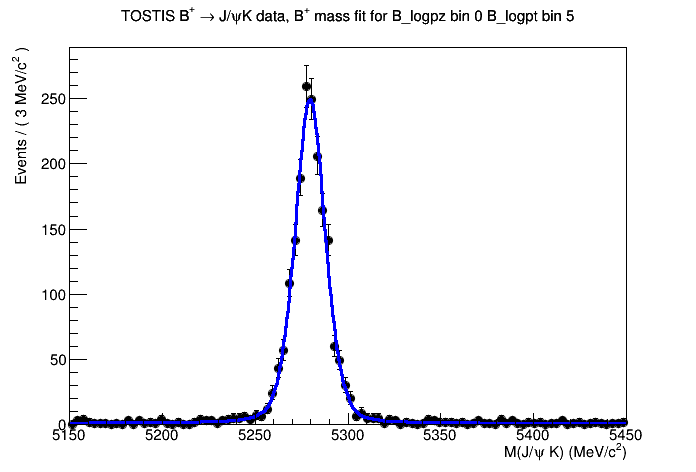 TOSTIS B⁺ → J/ψK data, B⁺ mass fit for B_logpz bin 0 B_logpt bin 5
Events / ( 3 MeV/c² )
250
200
150
100
50
0
5150 5200 5250 5300 5350 5400 5450
M(J/ψ K) (MeV/c²)